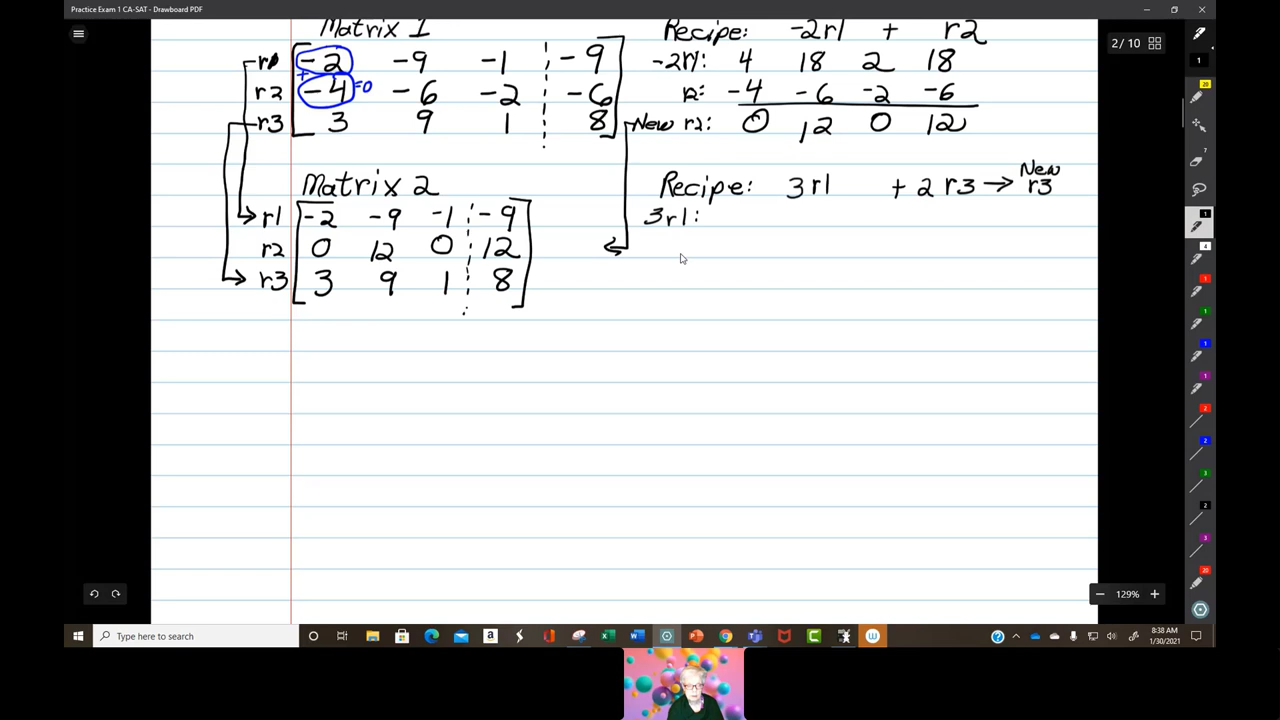 Practice Exam 1 CA-SAT - Drawboard PDF
2 / 10
Matrix 1
r1 -2 -9 -1 -9
+
r2 -4 =0 -6 -2 -6
r3 3 9 1 8
Recipe: -2r1 + r2
-2r1: 4 18 2 18
r2: -4 -6 -2 -6
New r2: 0 12 0 12
Matrix 2
r1 -2 -9 -1 -9
r2 0 12 0 12
r3 3 9 1 8
Recipe: 3r1 + 2r3 → New r3
3r1:
129%
Type here to search
8:38 AM
1/30/2021